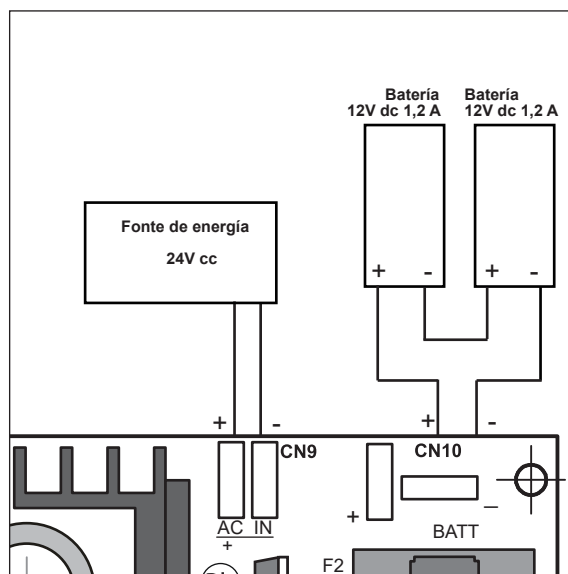 Batería
12V dc 1,2 A
Batería
12V dc 1,2 A
Fonte de energía
24V cc
+ - + -
+ - + -
CN9
CN10
AC IN
+
+ –
BATT
F2